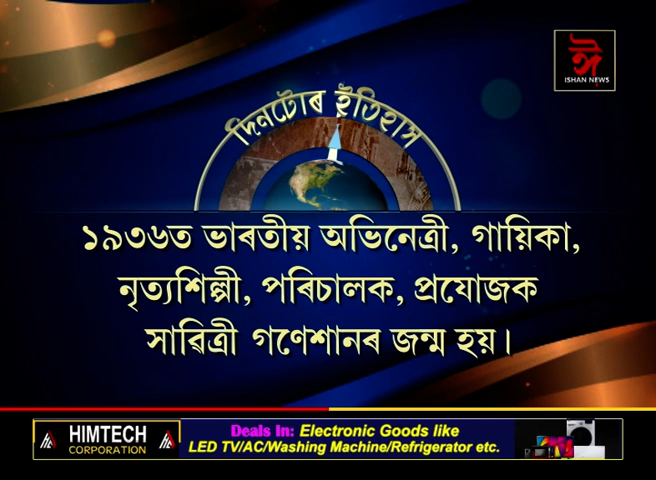 ঈ
ISHAN NEWS
দিনটোৰ ইতিহাস
১৯৩৬ত ভাৰতীয় অভিনেত্ৰী, গায়িকা,
নৃত্যশিল্পী, পৰিচালক, প্ৰযোজক
সাৱিত্ৰী গণেশানৰ জন্ম হয়।
HIMTECH
CORPORATION
Deals In: Electronic Goods like
LED TV/AC/Washing Machine/Refrigerator etc.